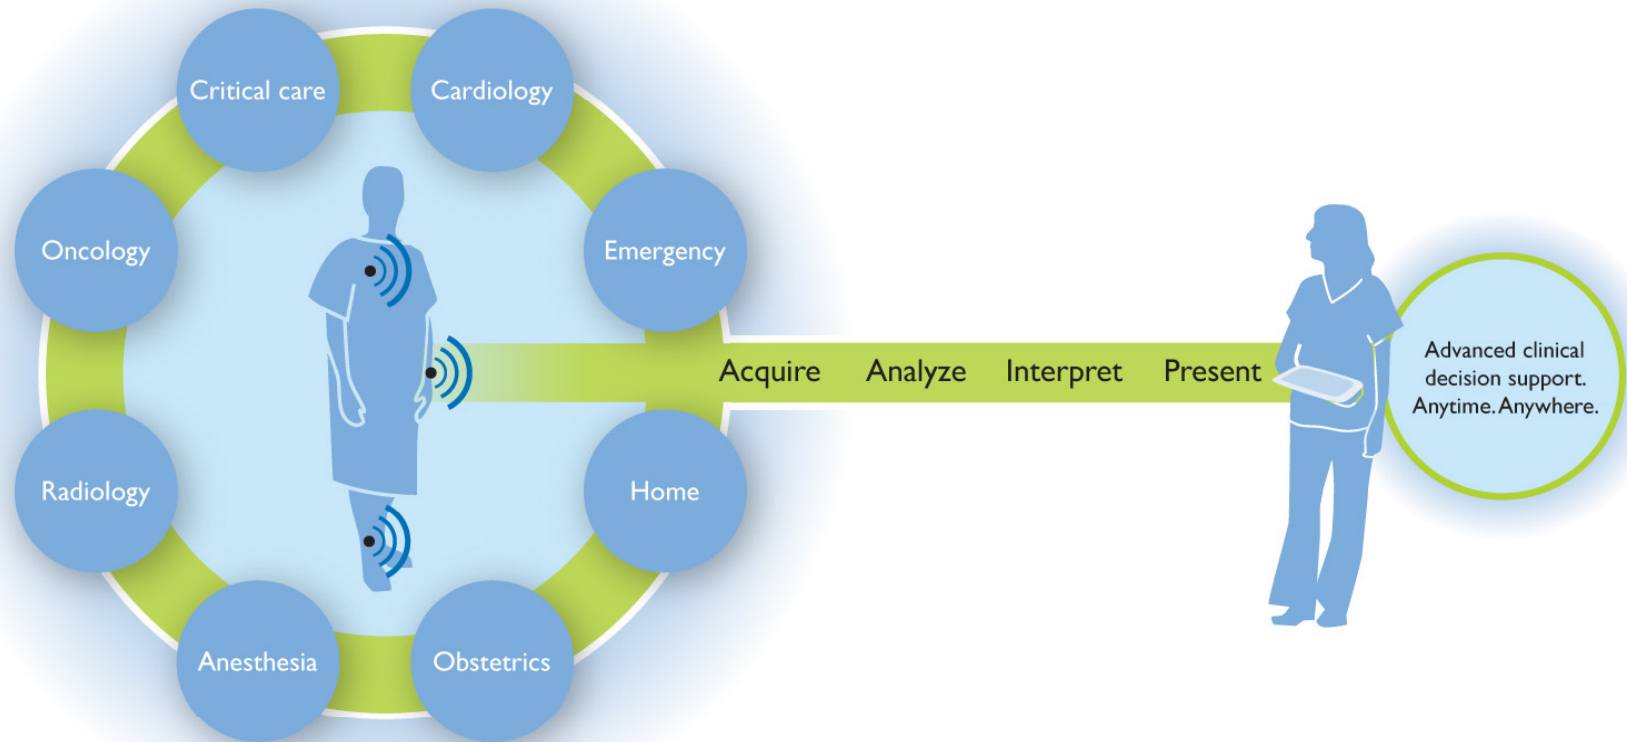 Critical care
Cardiology
Oncology
Emergency
Radiology
Home
Anesthesia
Obstetrics
Acquire Analyze Interpret Present
Advanced clinical
decision support.
Anytime. Anywhere.